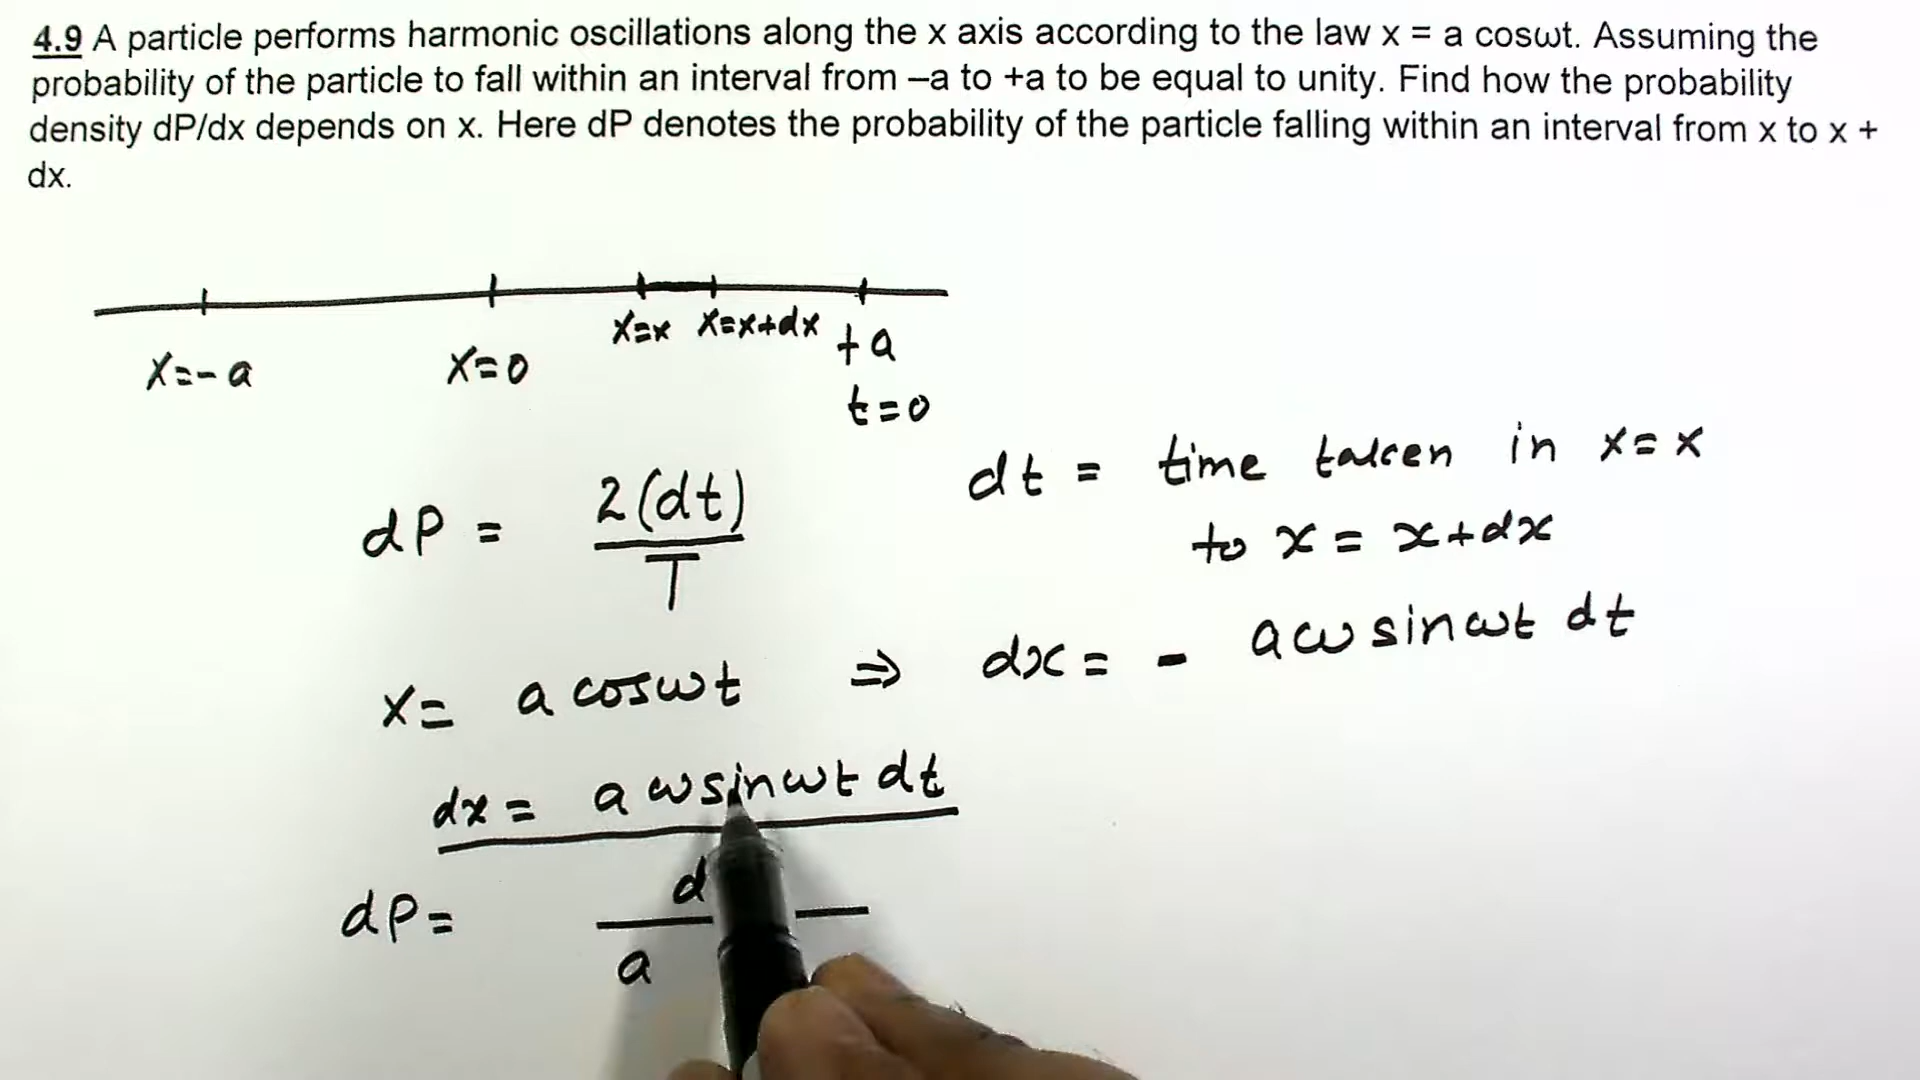 4.9 A particle performs harmonic oscillations along the x axis according to the law x = a cosωt. Assuming the
probability of the particle to fall within an interval from –a to +a to be equal to unity. Find how the probability
density dP/dx depends on x. Here dP denotes the probability of the particle falling within an interval from x to x +
dx.
x=-a x=0 x=x x=x+dx +a
t=0
dP = 2(dt)/T
dt = time taken in x=x
to x = x+dx
x= a cosωt ⇒ dx= - aω sinωt dt
dx= a ωsinωt dt
dP= d
a